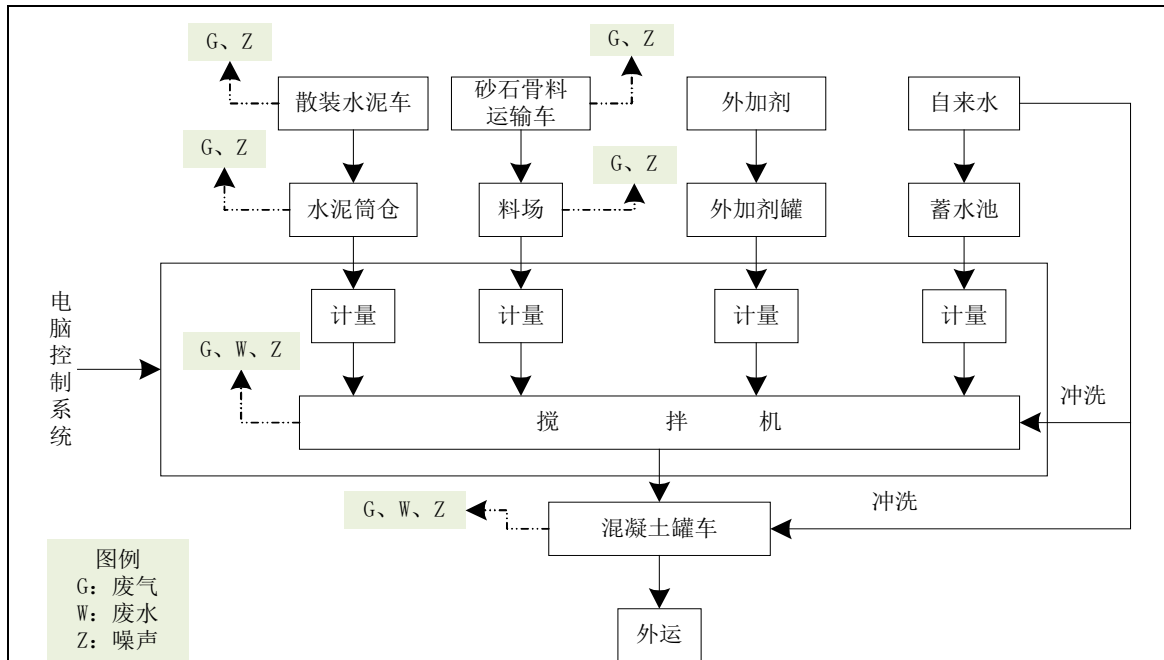 G、Z
G、Z
散装水泥车
砂石骨料
运输车
外加剂
自来水
G、Z
G、Z
水泥筒仓
料场
外加剂罐
蓄水池
电脑控制系统
计量
计量
计量
计量
G、W、Z
搅 拌 机
冲洗
G、W、Z
混凝土罐车
冲洗
外运
图例
G：废气
W：废水
Z：噪声